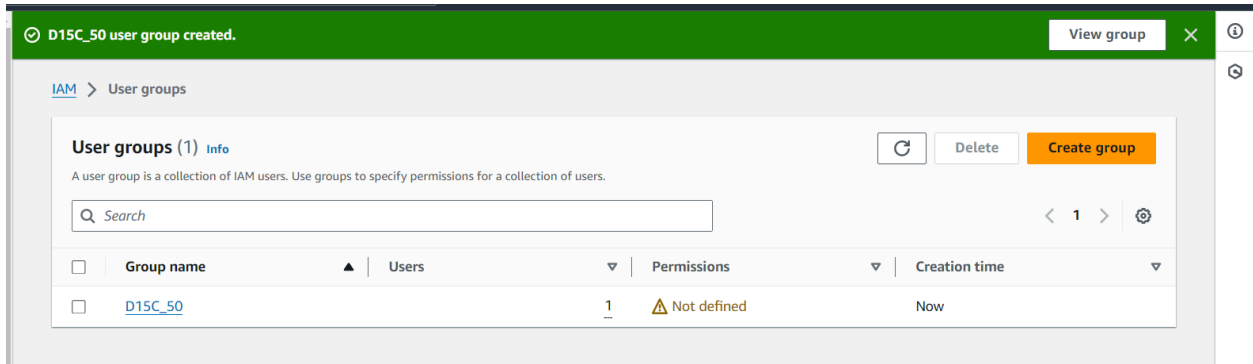 D15C_50 user group created.
View group
IAM
User groups
User groups (1) Info
Delete
Create group
A user group is a collection of IAM users. Use groups to specify permissions for a collection of users.
Search
1
Group name
Users
Permissions
Creation time
D15C_50
1
Not defined
Now